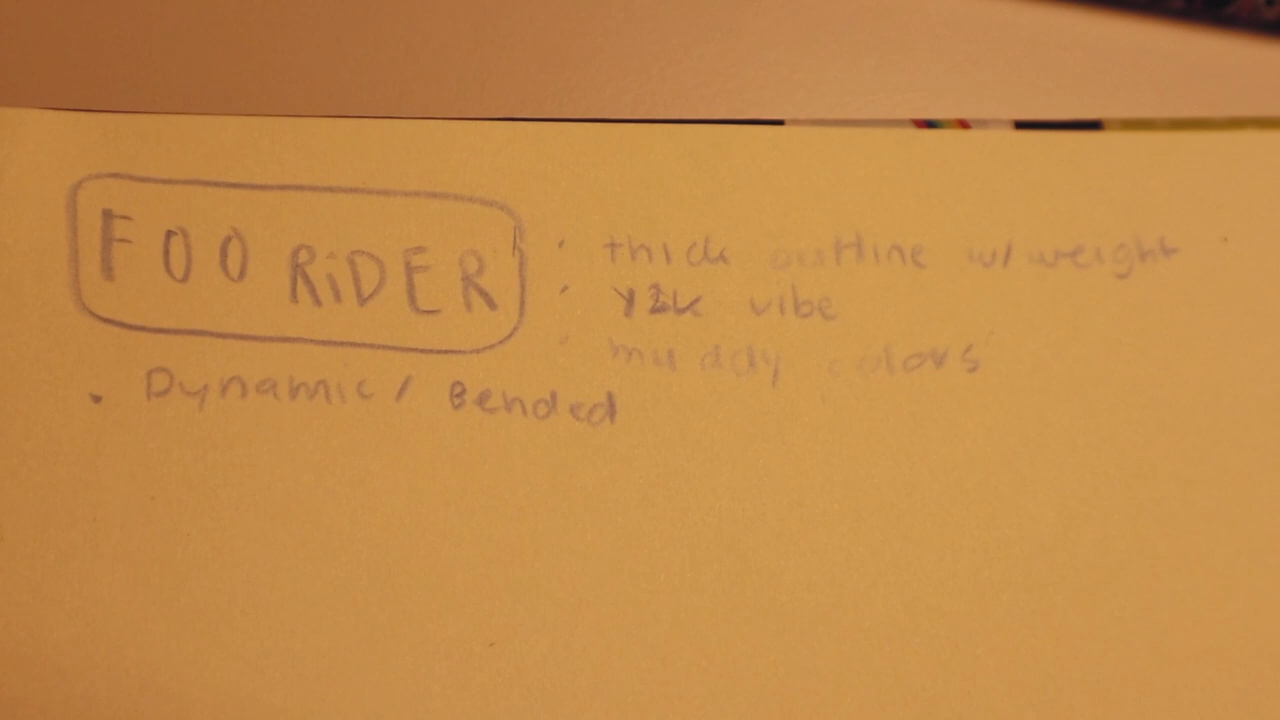 FOO RiDER
· thick outline w/ weight
· Y2K vibe
· muddy colors
· Dynamic / Bended